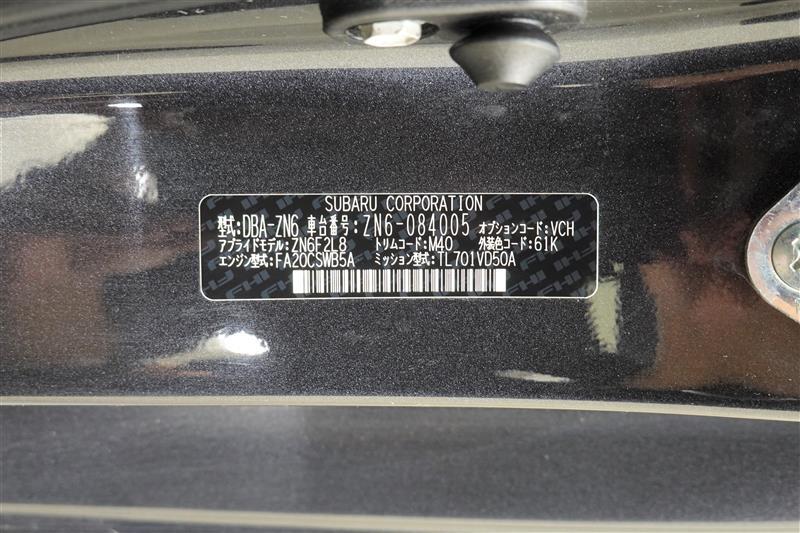 SUBARU CORPORATION
型式:DBA-ZN6 車台番号:ZN6-084005 オプションコード:VCH
アプライドモデル:ZN6F2L8 トリムコード:M40 外装色コード:61K
エンジン型式:FA20CSWB5A ミッション型式:TL701VD50A